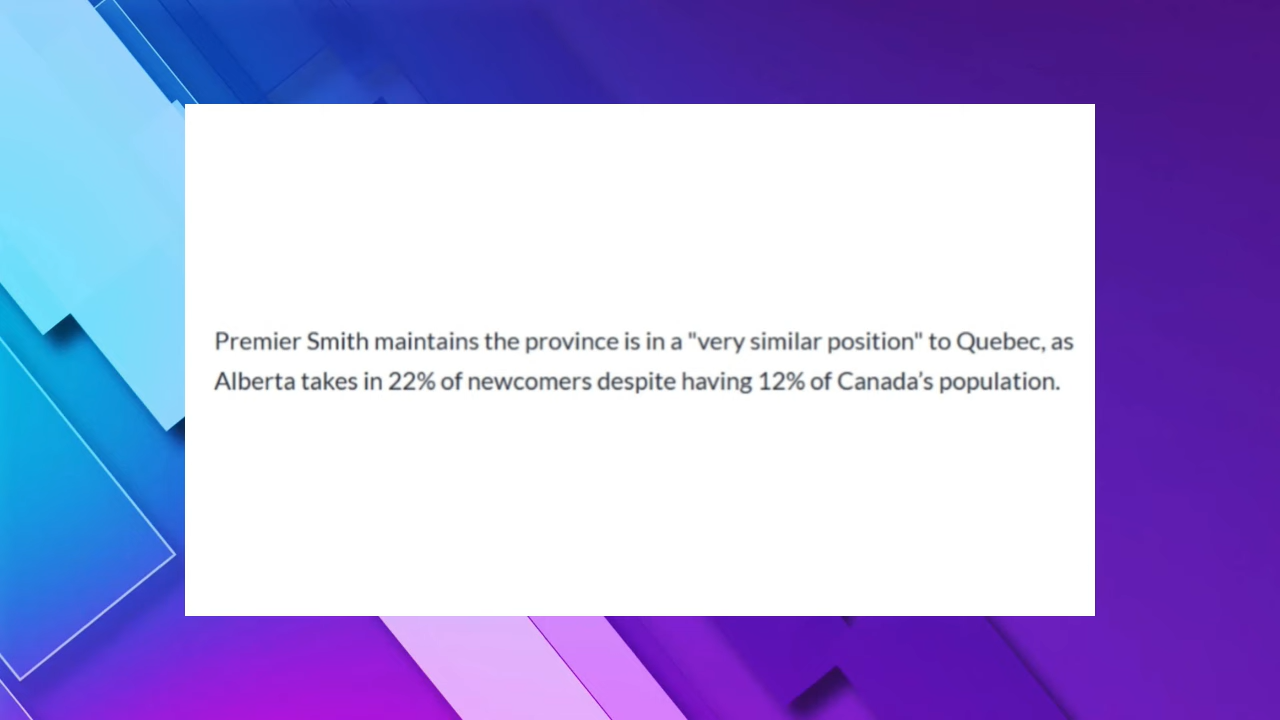 Premier Smith maintains the province is in a "very similar position" to Quebec, as
Alberta takes in 22% of newcomers despite having 12% of Canada’s population.